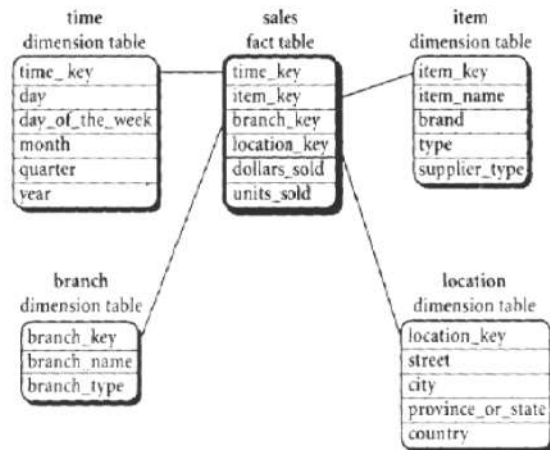 time
dimension table
time_ key
day
day_of_the_week
month
quarter
year
sales
fact table
time_key
item_key
branch_key
location_key
dollars_sold
units_sold
item
dimension table
item_key
item_name
brand
type
supplier_type
branch
dimension table
branch_key
branch_name
branch_type
location
dimension table
location_key
street
city
province_or_state
country